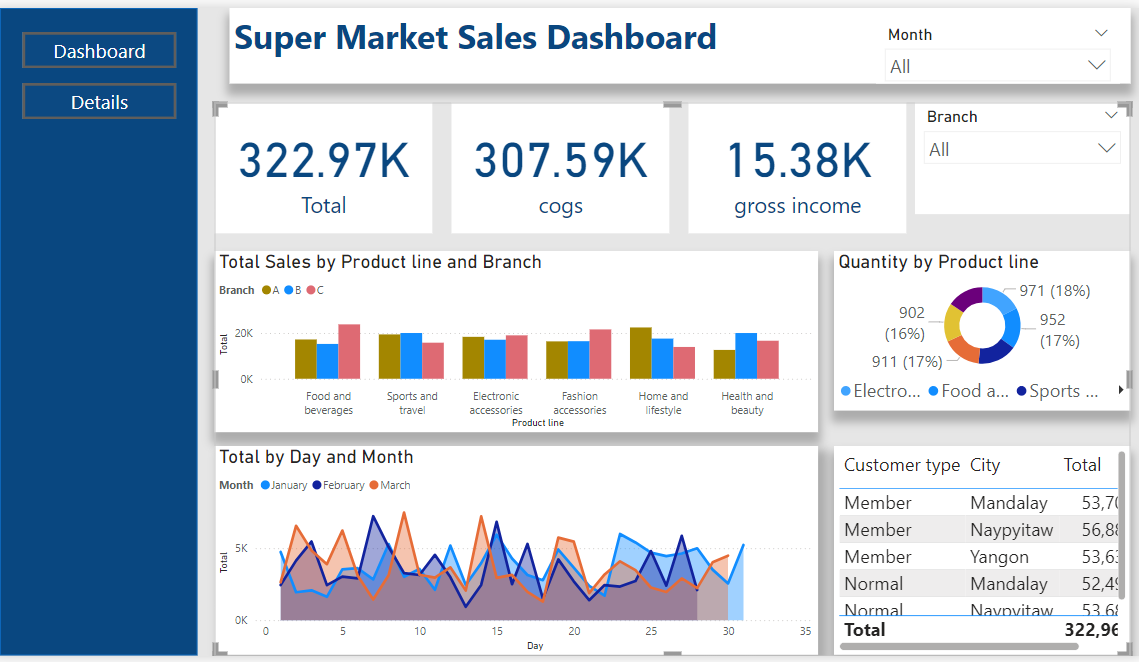 Dashboard
Details
Super Market Sales Dashboard
Month
All
322.97K
Total
307.59K
cogs
15.38K
gross income
Branch
All
Total Sales by Product line and Branch
Branch A B C
Total
20K
0K
Food and
beverages
Sports and
travel
Electronic
accessories
Fashion
accessories
Home and
lifestyle
Health and
beauty
Product line
Quantity by Product line
971 (18%)
952
(17%)
911 (17%)
902
(16%)
Electro... Food a... Sports ...
Total by Day and Month
Month January February March
Total
5K
0K
0 5 10 15 20 25 30 35
Day
Customer type City Total
Member Mandalay 53,70
Member Naypyitaw 56,88
Member Yangon 53,63
Normal Mandalay 52,49
Normal Naypyitaw 53,68
Total 322,96